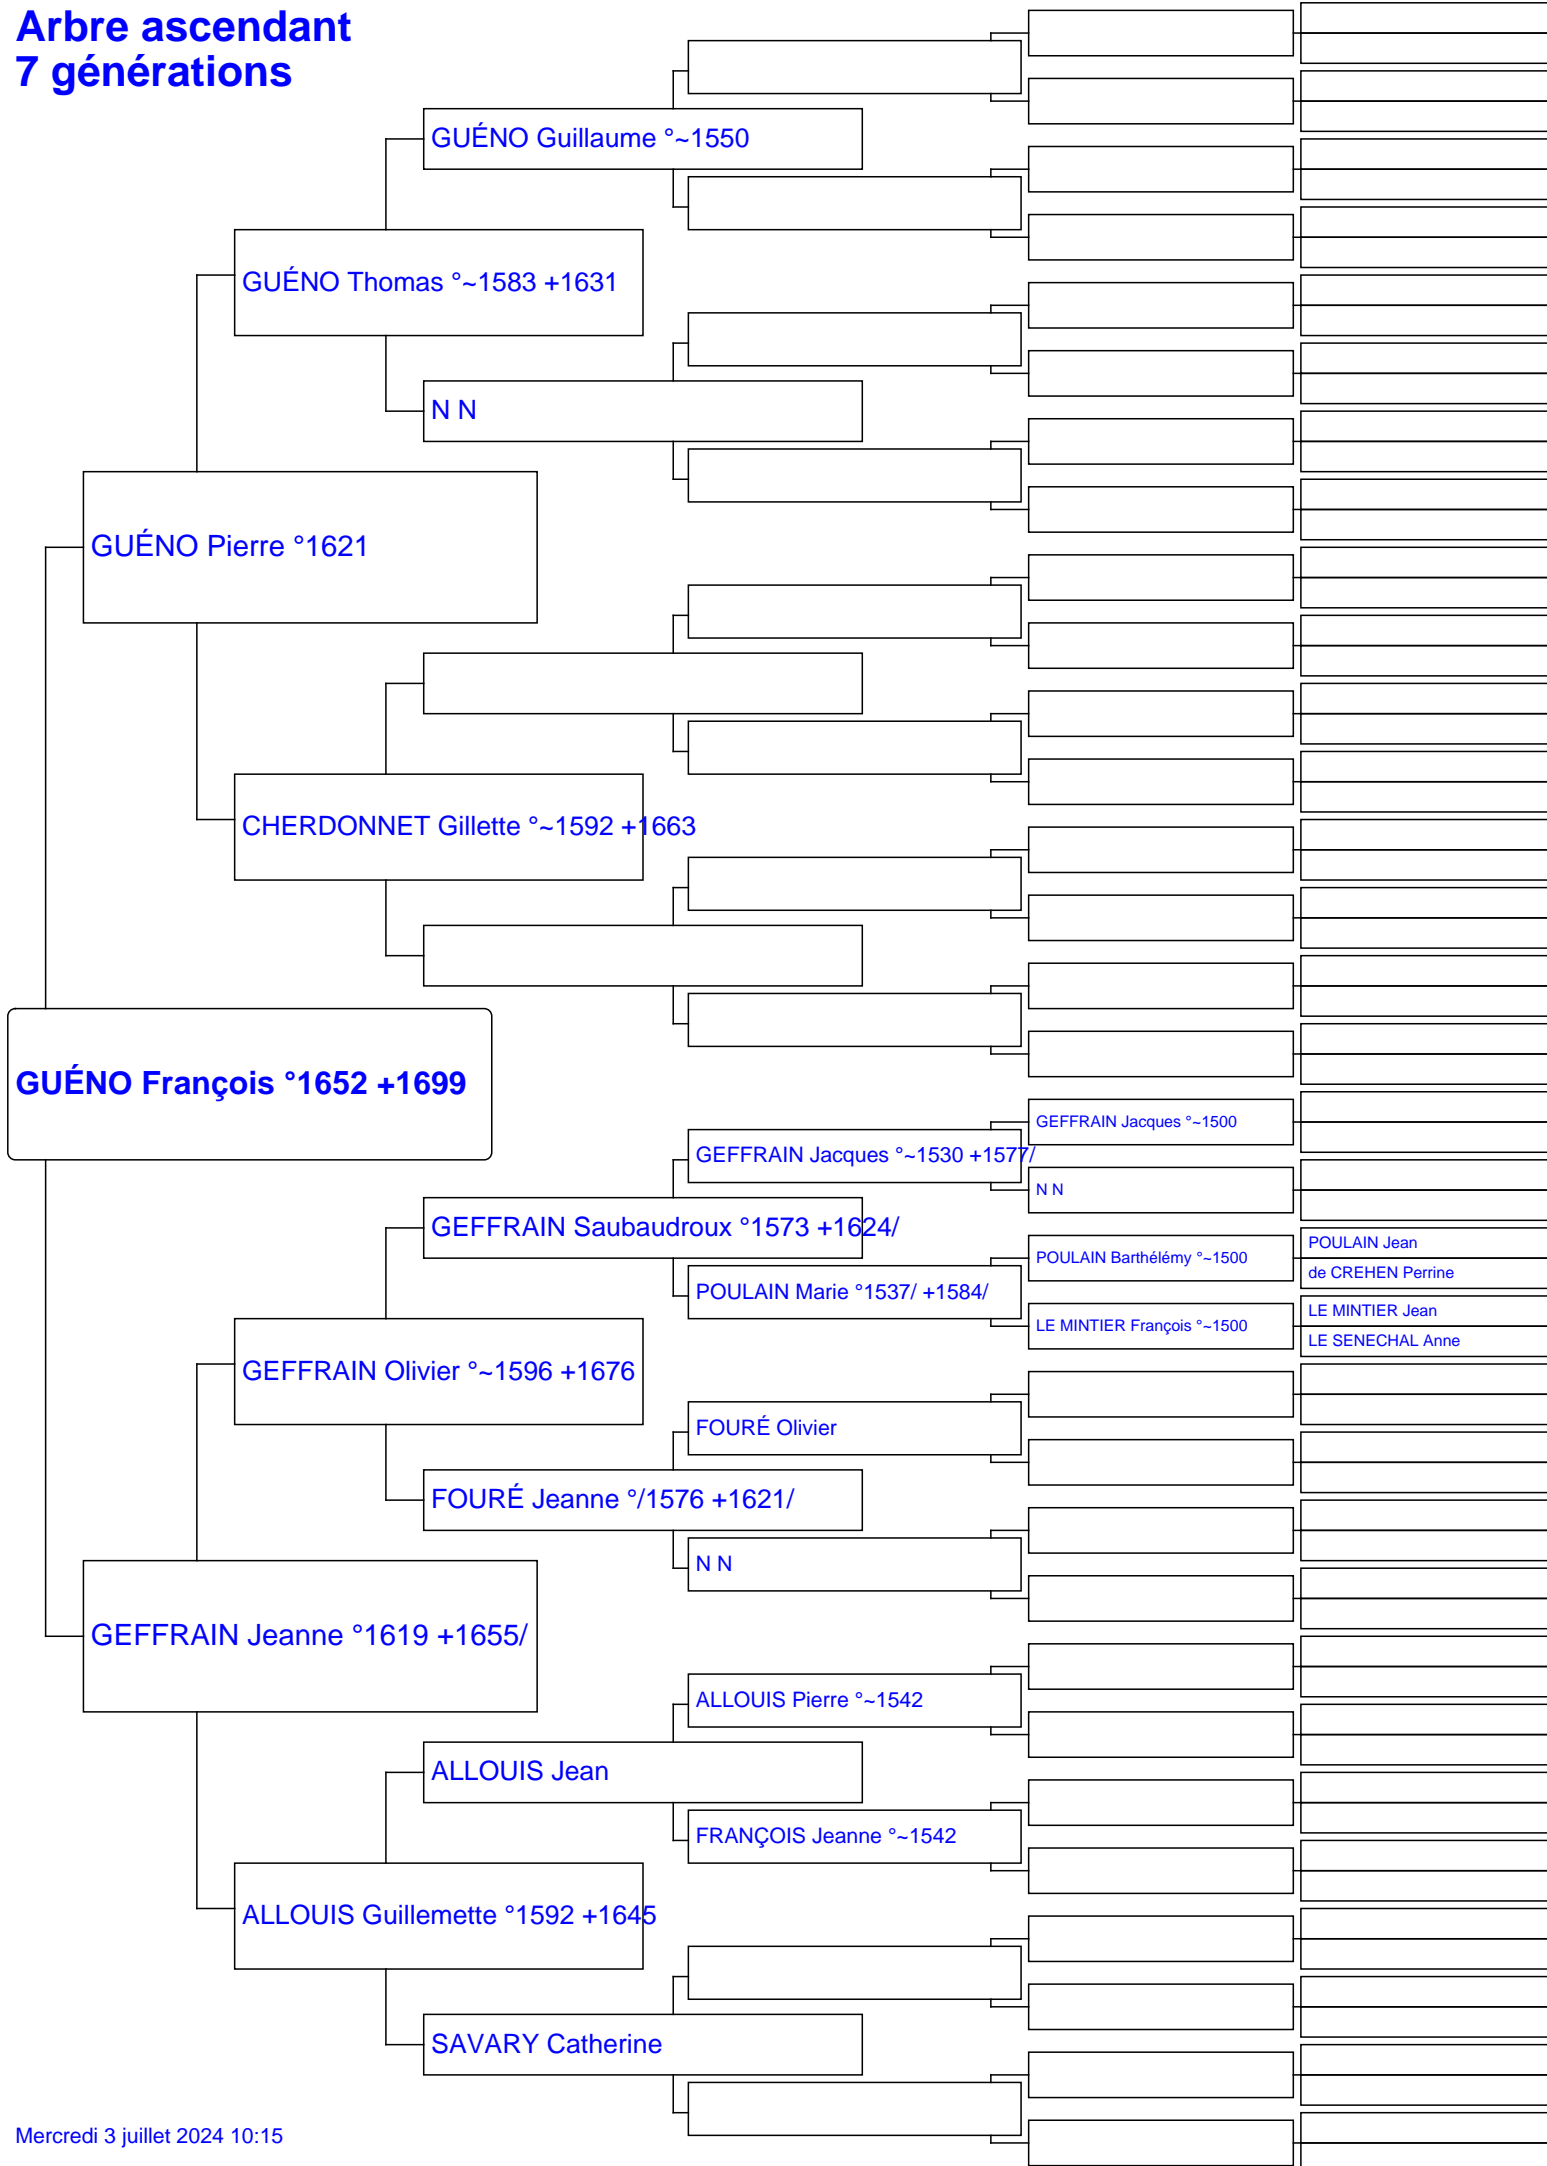 Arbre ascendant
7 générations
GUÉNO Guillaume °~1550
GUÉNO Thomas °~1583 +1631
N N
GUÉNO Pierre °1621
CHERDONNET Gillette °~1592 +1663
GUÉNO François °1652 +1699
GEFFRAIN Jacques °~1500
GEFFRAIN Jacques °~1530 +1577/
N N
GEFFRAIN Saubaudroux °1573 +1624/
POULAIN Jean
POULAIN Barthélémy °~1500
de CREHEN Perrine
POULAIN Marie °1537/ +1584/
LE MINTIER Jean
LE MINTIER François °~1500
LE SENECHAL Anne
GEFFRAIN Olivier °~1596 +1676
FOURÉ Olivier
FOURÉ Jeanne °/1576 +1621/
N N
GEFFRAIN Jeanne °1619 +1655/
ALLOUIS Pierre °~1542
ALLOUIS Jean
FRANÇOIS Jeanne °~1542
ALLOUIS Guillemette °1592 +1645
SAVARY Catherine
Mercredi 3 juillet 2024 10:15